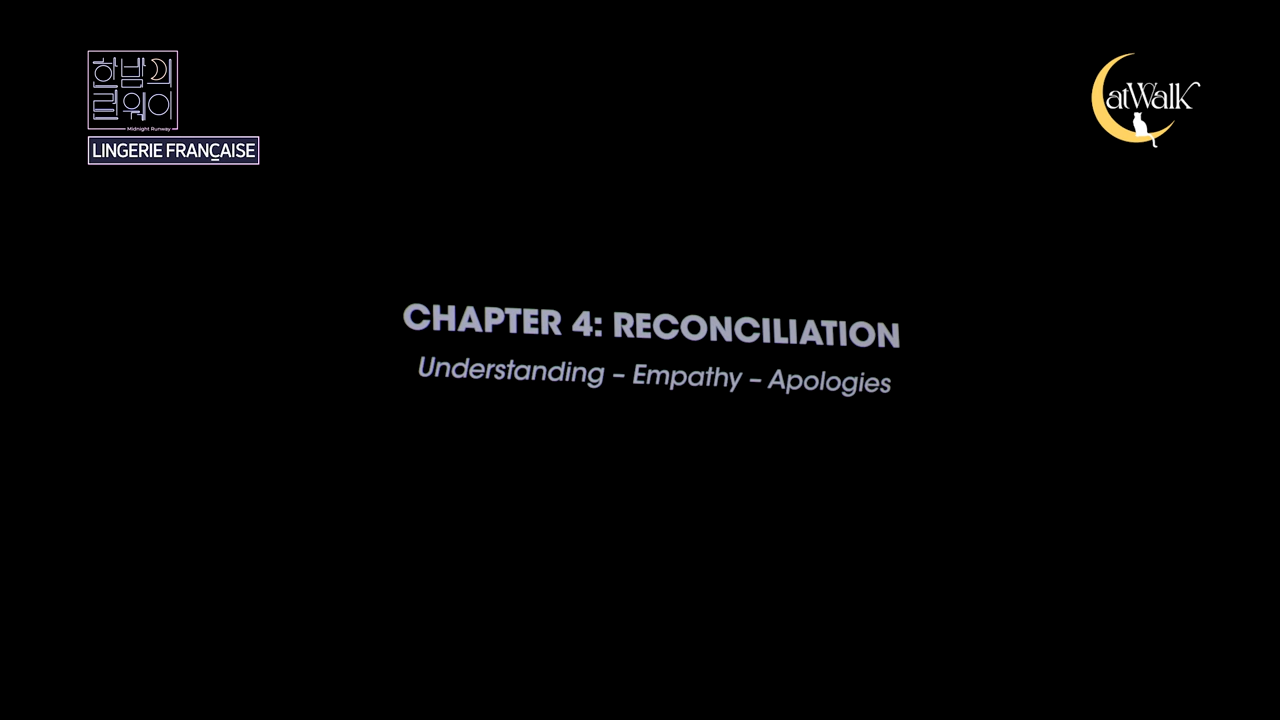 한밤의
런웨이
Midnight Runway
LINGERIE FRANÇAISE
CatWalk
CHAPTER 4: RECONCILIATION
Understanding – Empathy – Apologies